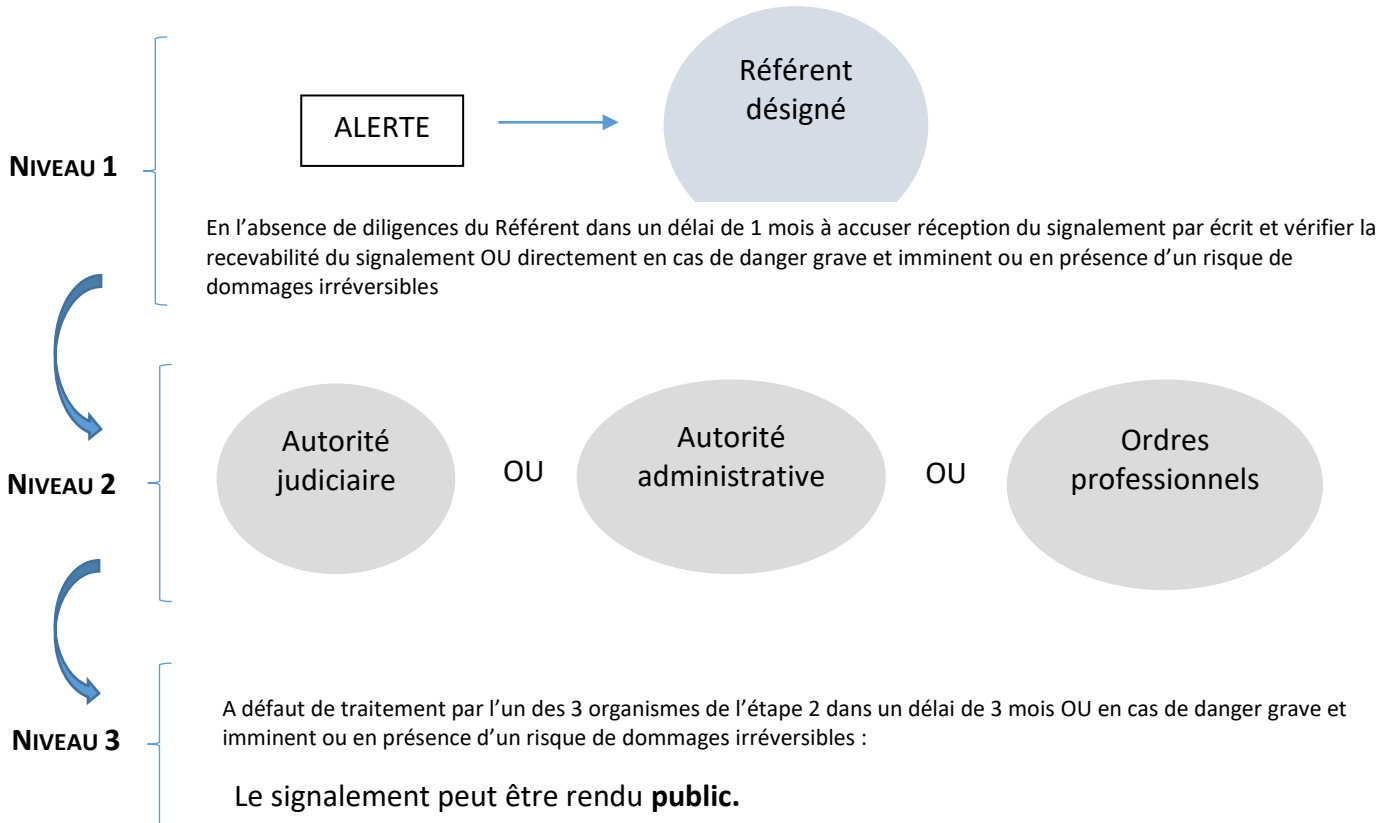 Référent
désigné
ALERTE
NIVEAU 1
En l’absence de diligences du Référent dans un délai de 1 mois à accuser réception du signalement par écrit et vérifier la
recevabilité du signalement OU directement en cas de danger grave et imminent ou en présence d’un risque de
dommages irréversibles
Autorité
judiciaire
OU
Autorité
administrative
OU
Ordres
professionnels
NIVEAU 2
A défaut de traitement par l’un des 3 organismes de l’étape 2 dans un délai de 3 mois OU en cas de danger grave et
imminent ou en présence d’un risque de dommages irréversibles :
NIVEAU 3
Le signalement peut être rendu public.